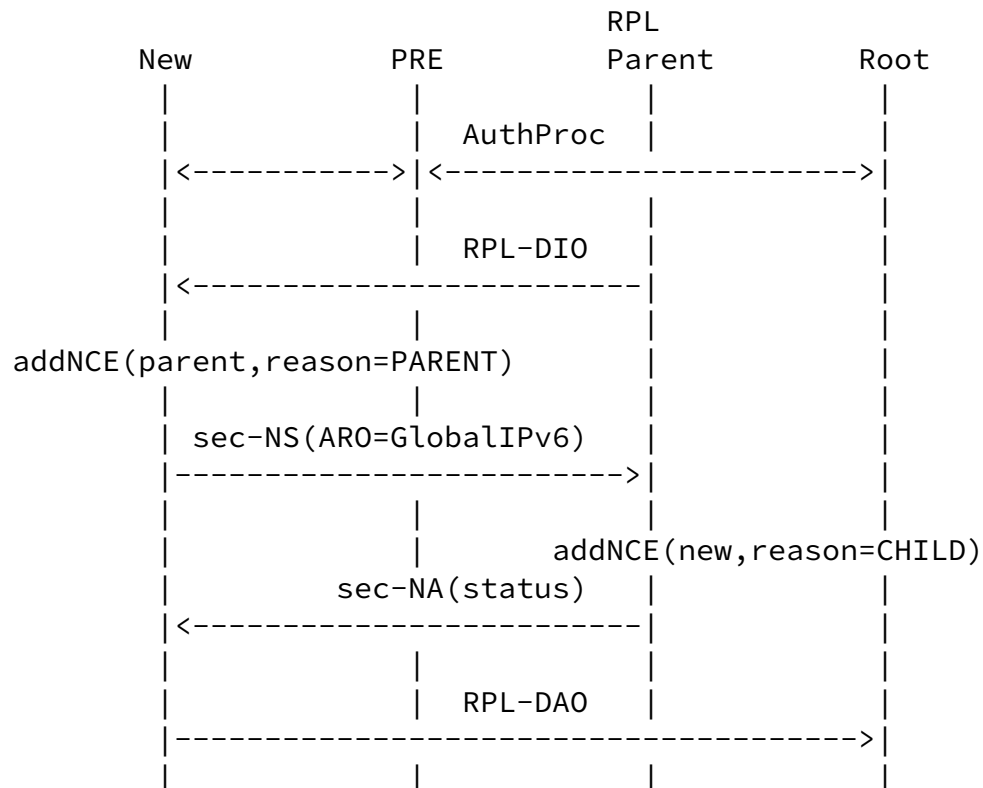 RPL
New PRE Parent Root
AuthProc
RPL-DIO
addNCE(parent,reason=PARENT)
sec-NS(ARO=GlobalIPv6)
addNCE(new,reason=CHILD)
sec-NA(status)
RPL-DAO